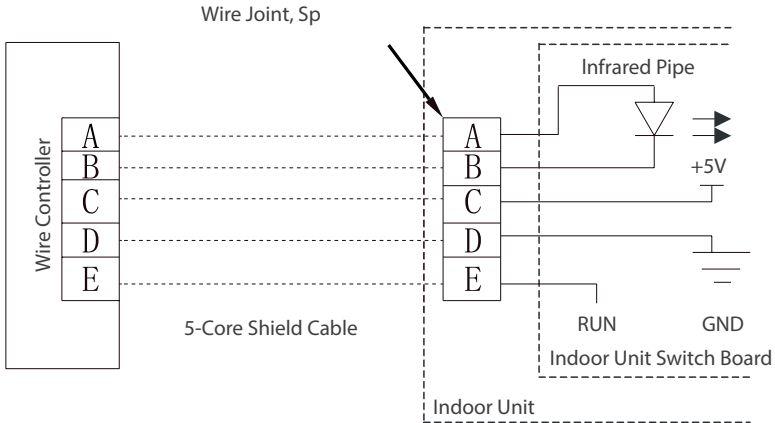 Wire Joint, Sp
Infrared Pipe
A
B
C
D
E
Wire Controller
A
B
C
D
E
+5V
5-Core Shield Cable
RUN
GND
Indoor Unit Switch Board
Indoor Unit